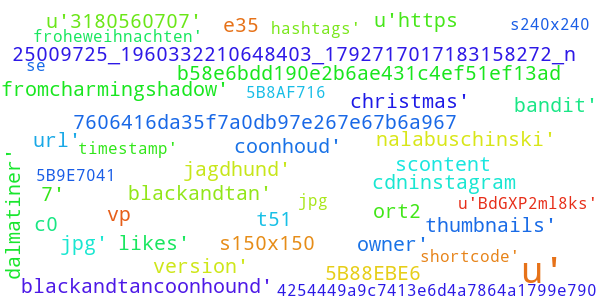 u'3180560707'
e35
hashtags'
u'https
s240x240
froheweihnachten'
25009725_1960332210648403_1792717017183158272_n
se
b58e6bdd190e2b6ae431c4ef51ef13ad
fromcharmingshadow'
5B8AF716
christmas'
bandit'
7606416da35f7a0db97e267e67b6a967
url'
timestamp'
coonhoud'
nalabuschinski'
dalmatiner'
5B9E7041
jagdhund'
scontent
cdninstagram
7'
blackandtan'
jpg
u'BdGXP2ml8ks'
c0
vp
t51
ort2
thumbnails'
jpg'
likes'
s150x150
owner'
shortcode'
version'
5B88EBE6
u'
blackandtancoonhound'
4254449a9c7413e6d4a7864a1799e790